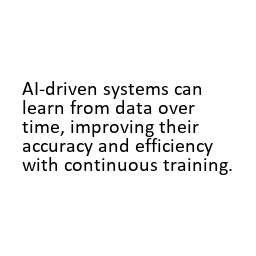 AI-driven systems can
learn from data over
time, improving their
accuracy and efficiency
with continuous training.